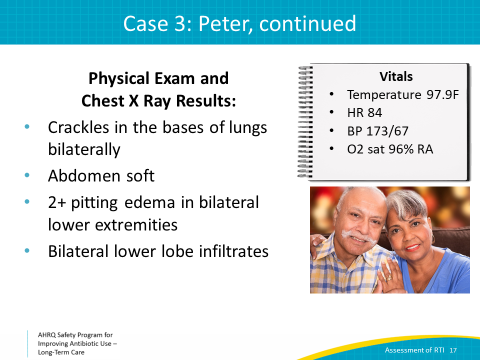 Case 3: Peter, continued
Physical Exam and
Chest X Ray Results:
• Crackles in the bases of lungs
bilaterally
• Abdomen soft
• 2+ pitting edema in bilateral
lower extremities
• Bilateral lower lobe infiltrates
Vitals
• Temperature 97.9F
• HR 84
• BP 173/67
• O2 sat 96% RA
AHRQ Safety Program for
Improving Antibiotic Use –
Long-Term Care
Assessment of RTI 17